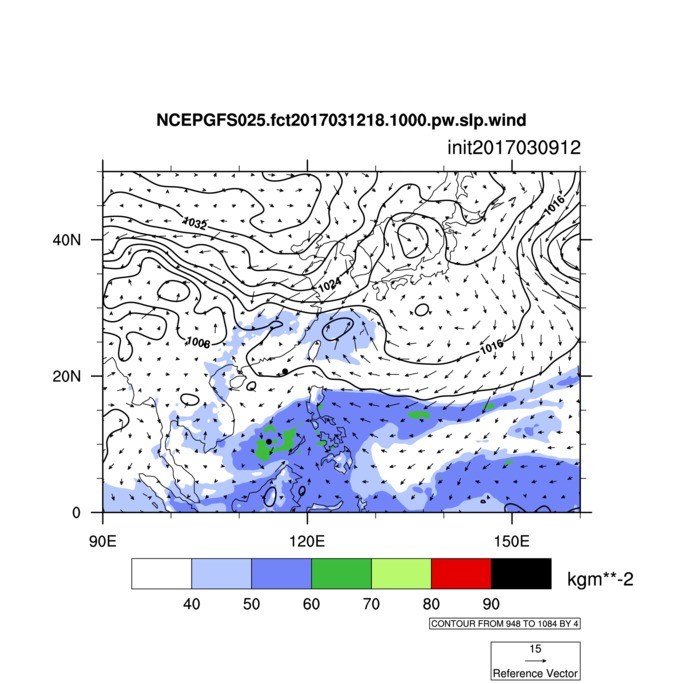 NCEPGFS025.fct2017031218.1000.pw.slp.wind
init2017030912
1016
1032
40N
1024
1008
1016
20N
0
90E 120E 150E
kgm**-2
40 50 60 70 80 90
CONTOUR FROM 948 TO 1084 BY 4
15
Reference Vector